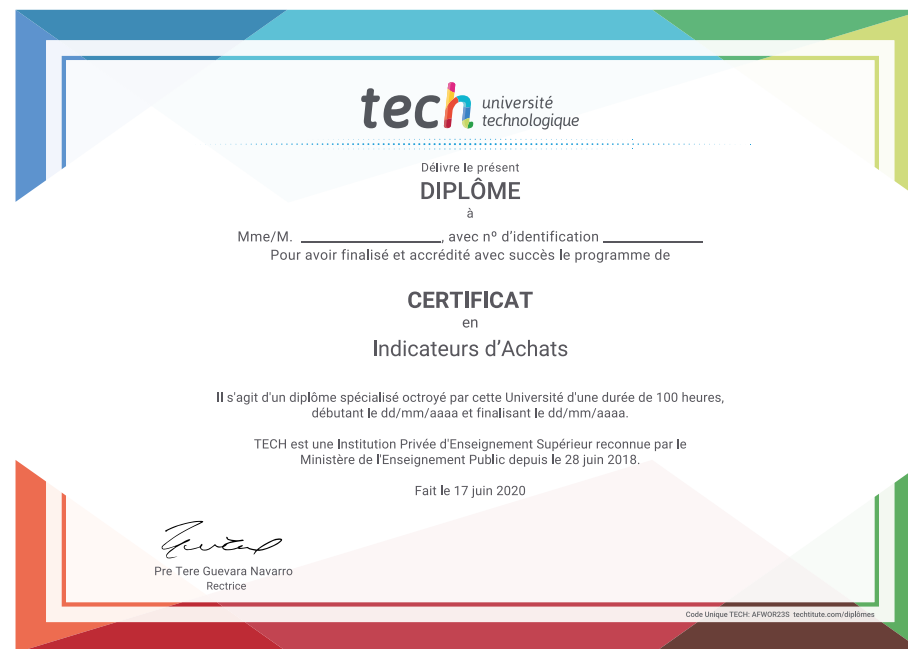 tech université
technologique
Délivre le présent
DIPLÔME
à
Mme/M. ____________________, avec nº d'identification ______________
Pour avoir finalisé et accrédité avec succès le programme de
CERTIFICAT
en
Indicateurs d'Achats
Il s'agit d'un diplôme spécialisé octroyé par cette Université d'une durée de 100 heures,
débutant le dd/mm/aaaa et finalisant le dd/mm/aaaa.
TECH est une Institution Privée d'Enseignement Supérieur reconnue par le
Ministère de l'Enseignement Public depuis le 28 juin 2018.
Fait le 17 juin 2020
Pre Tere Guevara Navarro
Rectrice
Code Unique TECH: AFWOR23S techtitute.com/diplômes